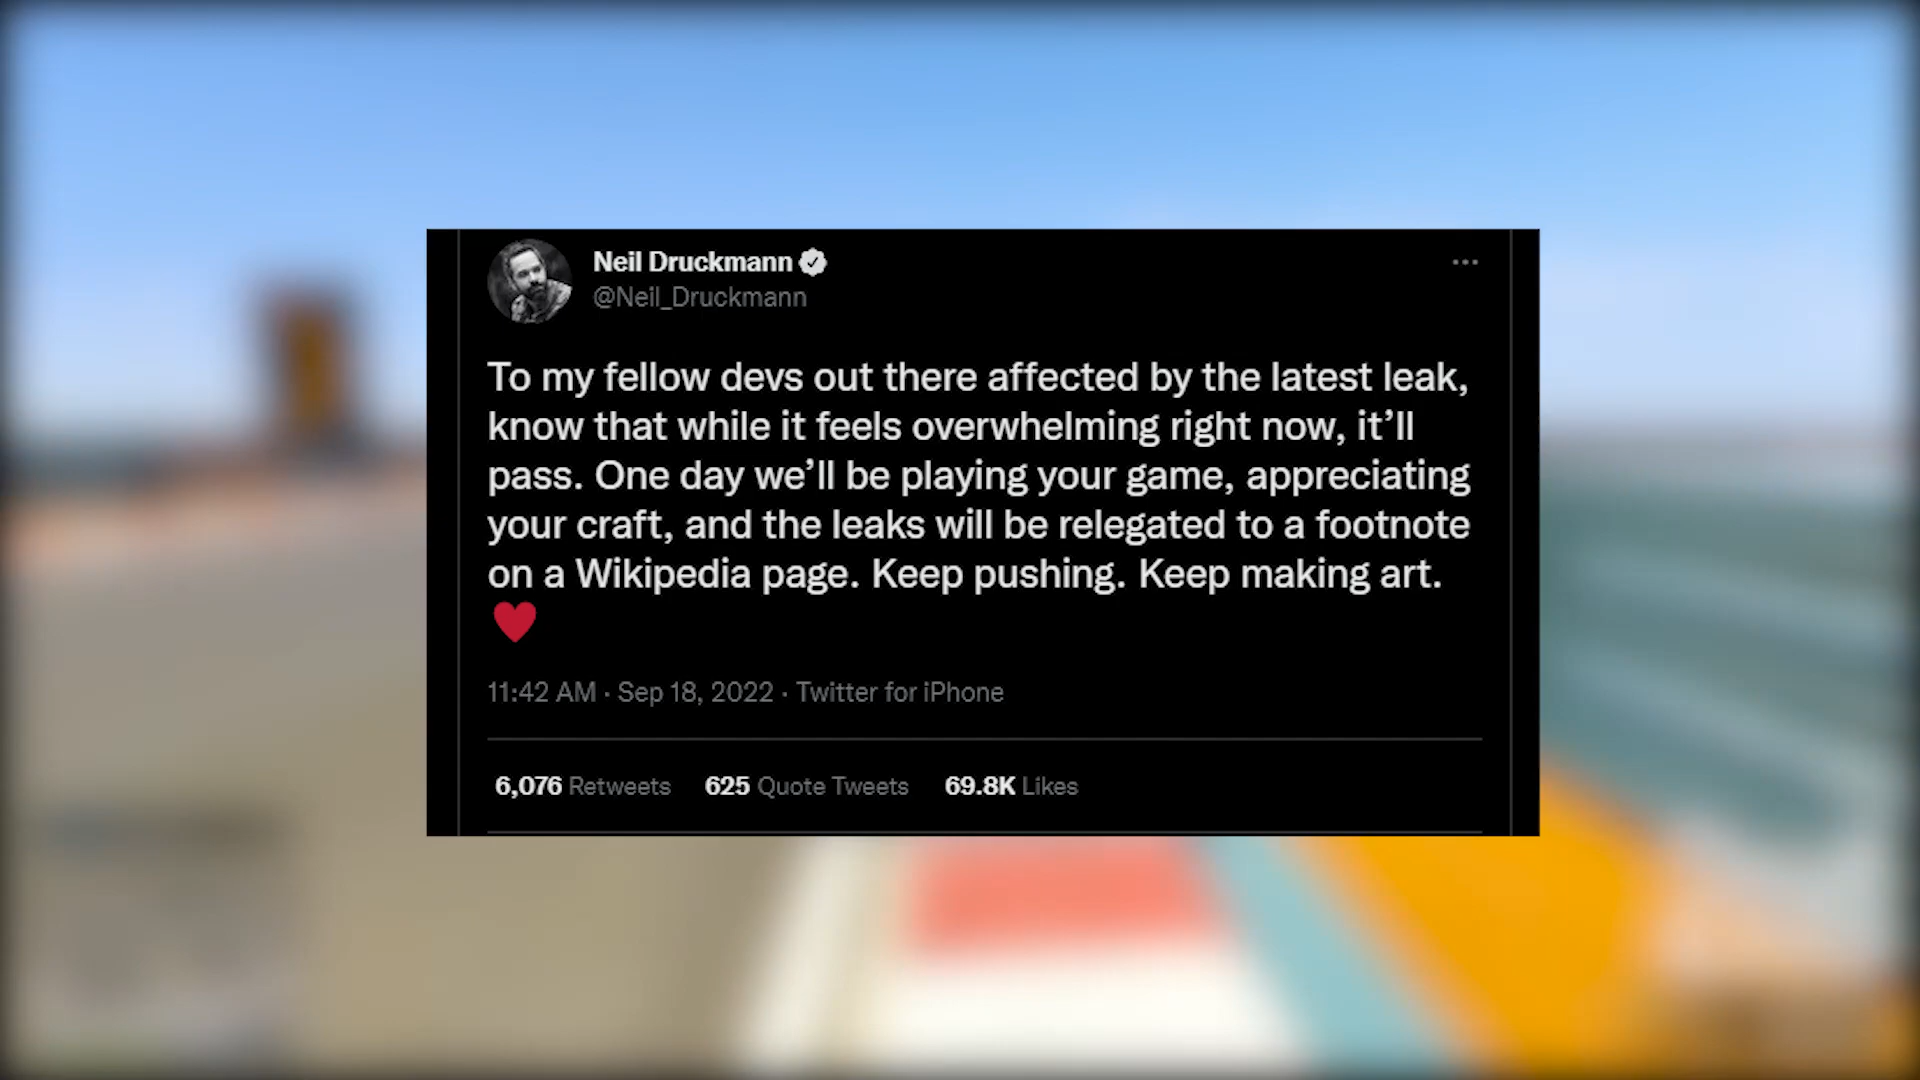 Neil Druckmann
@Neil_Druckmann
To my fellow devs out there affected by the latest leak,
know that while it feels overwhelming right now, it’ll
pass. One day we’ll be playing your game, appreciating
your craft, and the leaks will be relegated to a footnote
on a Wikipedia page. Keep pushing. Keep making art.
❤️
11:42 AM · Sep 18, 2022 · Twitter for iPhone
6,076 Retweets 625 Quote Tweets 69.8K Likes